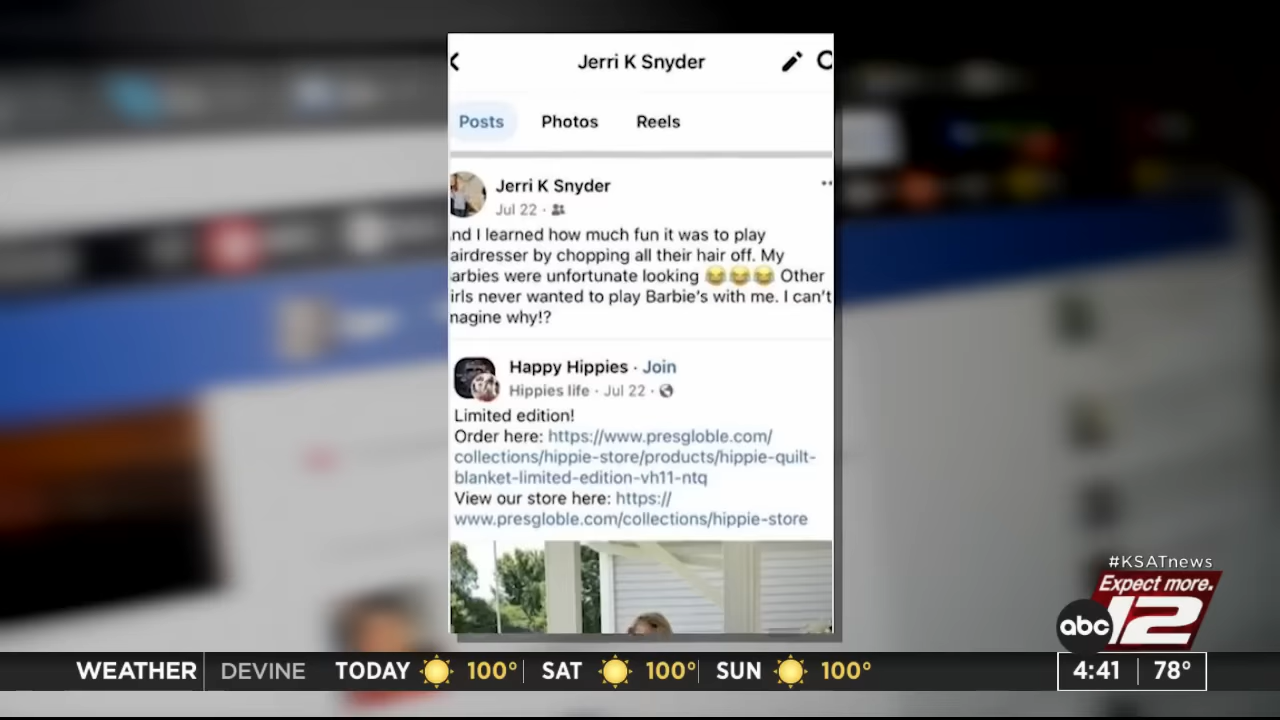 Jerri K Snyder
Posts Photos Reels
Jerri K Snyder
Jul 22
nd I learned how much fun it was to play
airdresser by chopping all their hair off. My
arbies were unfortunate looking 😂😂😂 Other
irls never wanted to play Barbie's with me. I can't
nagine why!?
Happy Hippies · Join
Hippies life · Jul 22 ·
Limited edition!
Order here: https://www.presgloble.com/
collections/hippie-store/products/hippie-quilt-
blanket-limited-edition-vh11-ntq
View our store here: https://
www.presgloble.com/collections/hippie-store
#KSATnews
Expect more.
abc 12
WEATHER DEVINE TODAY 100° SAT 100° SUN 100°
4:41 78°